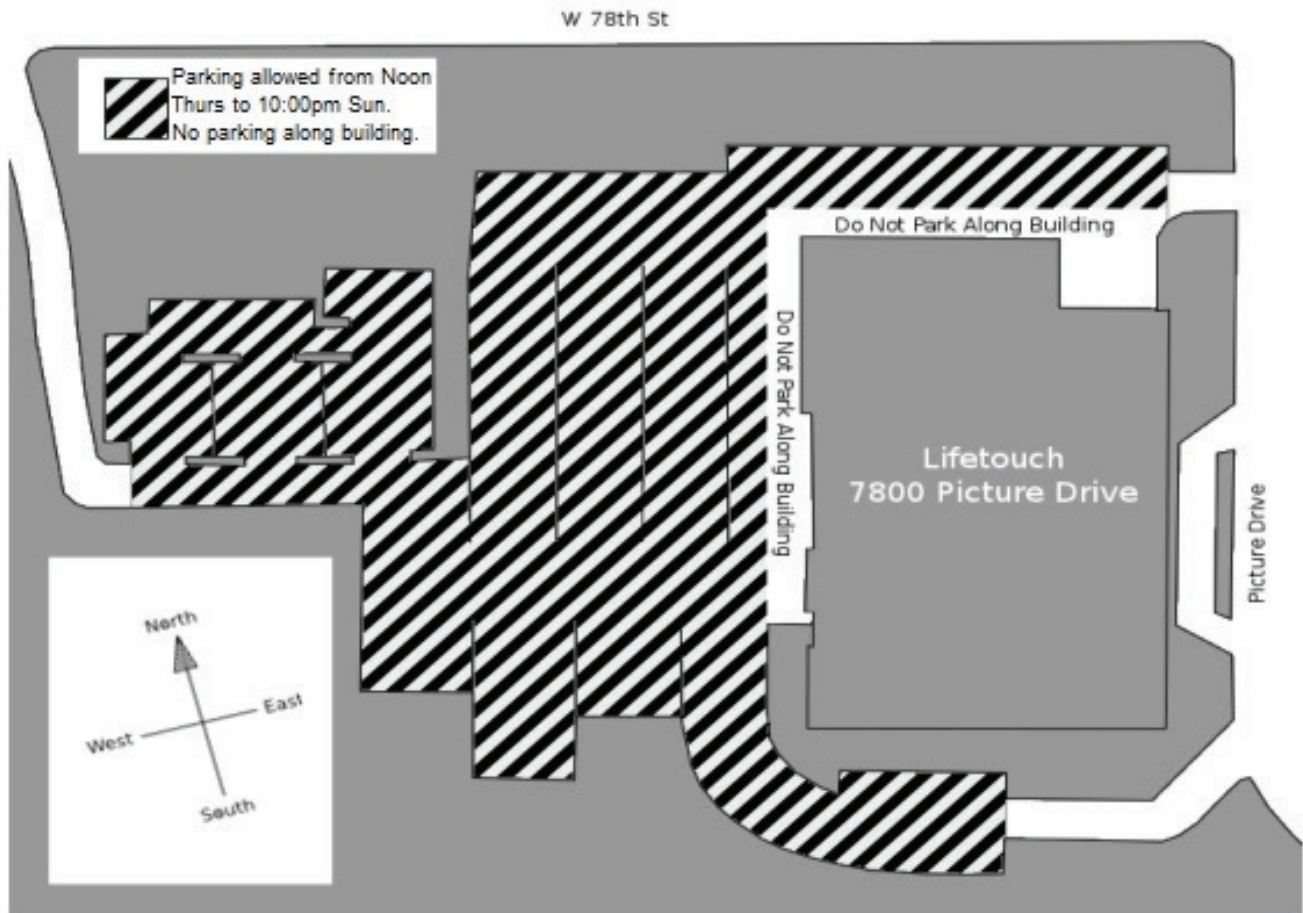 W 78th St
Parking allowed from Noon
Thurs to 10:00pm Sun.
No parking along building.
Do Not Park Along Building
Do Not Park Along Building
Lifetouch
7800 Picture Drive
Picture Drive
North
East
West
South